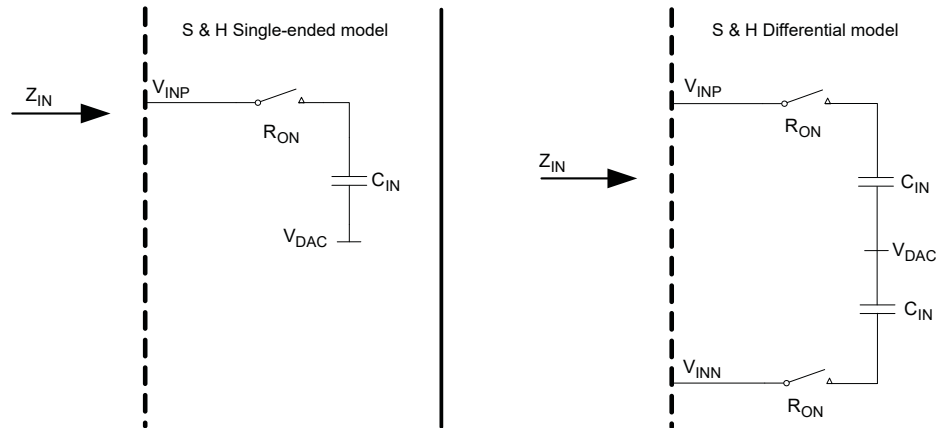 S & H Single-ended model
V_INP
Z_IN
R_ON
C_IN
V_DAC
S & H Differential model
V_INP
R_ON
Z_IN
C_IN
V_DAC
C_IN
V_INN
R_ON